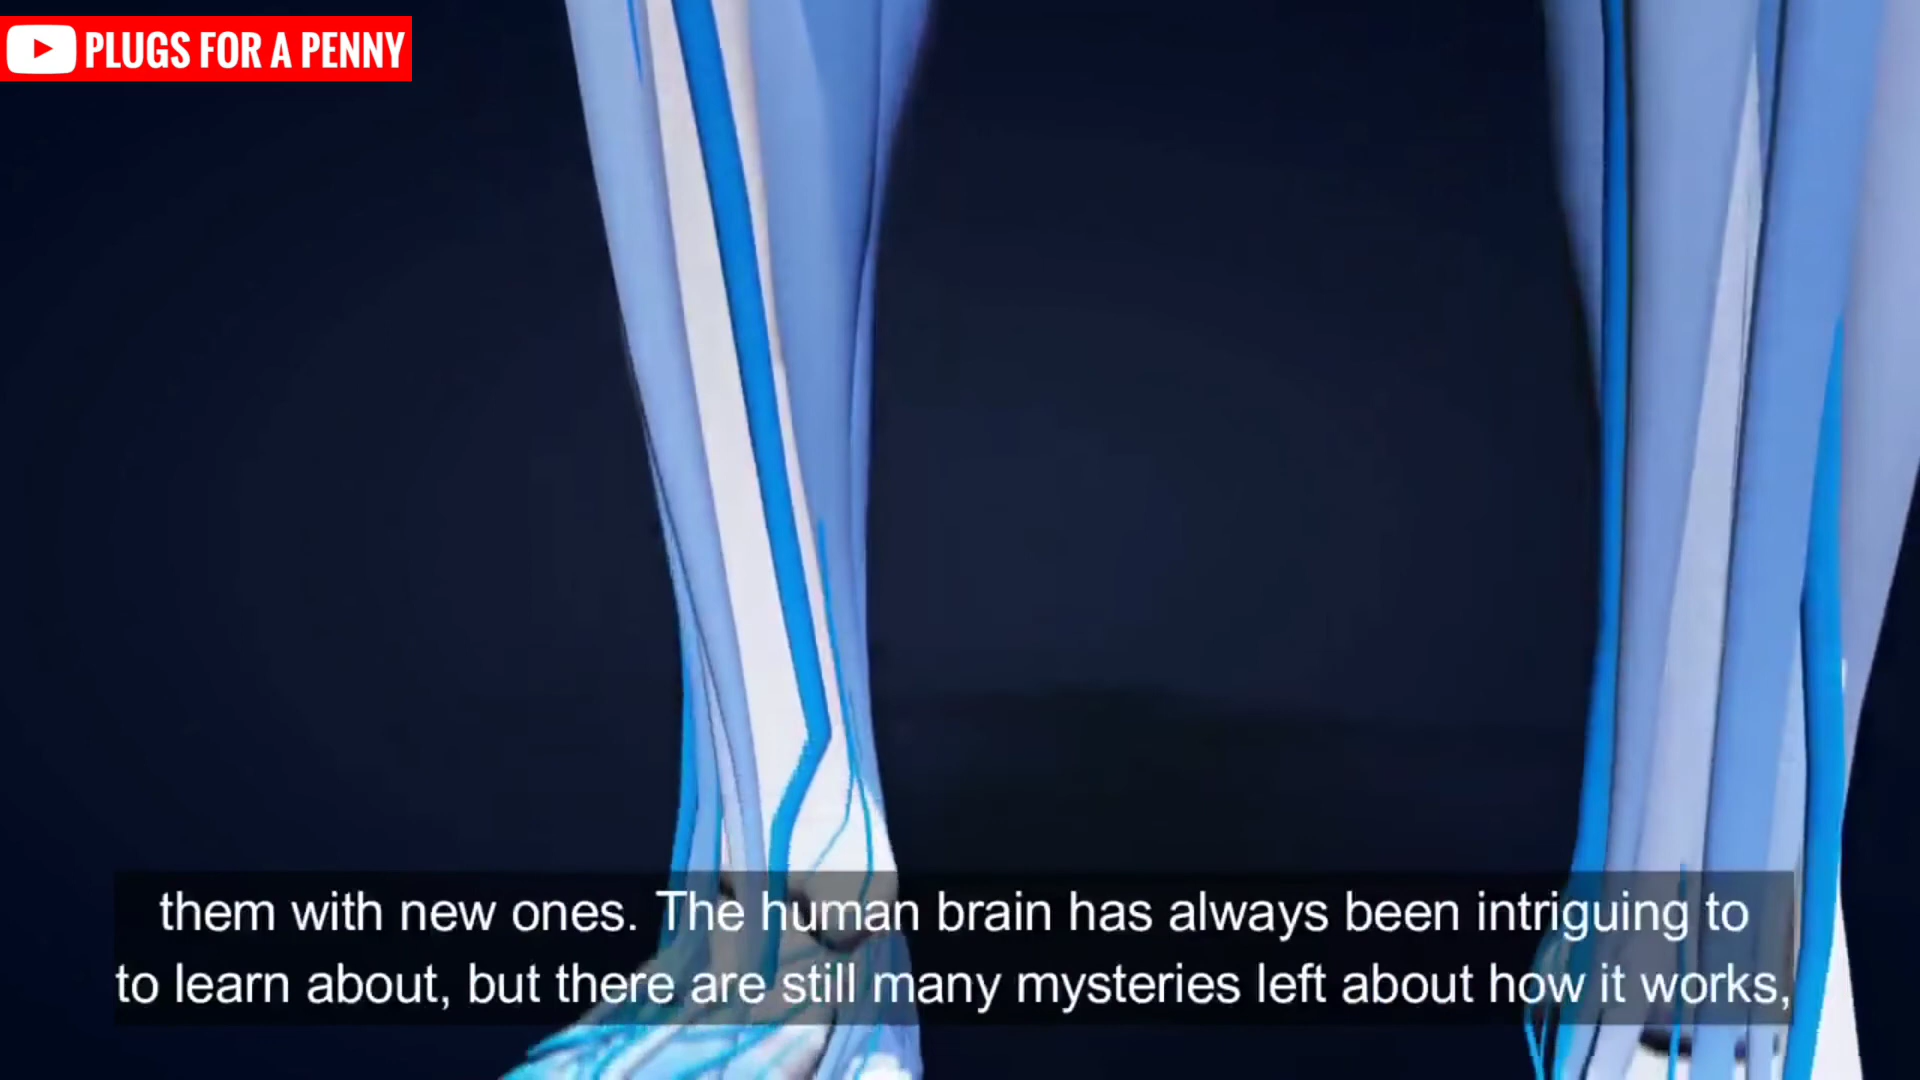 PLUGS FOR A PENNY
them with new ones. The human brain has always been intriguing to
to learn about, but there are still many mysteries left about how it works,